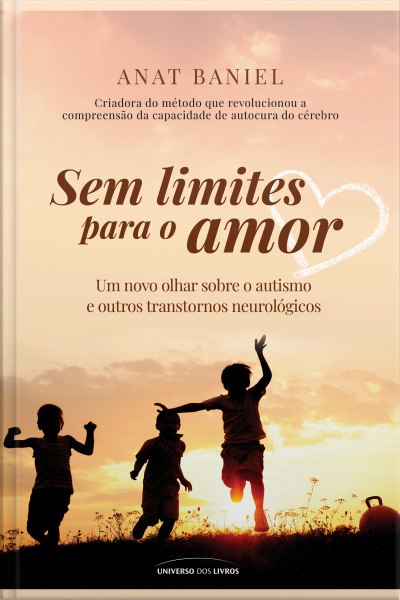 ANAT BANIEL
Criadora do método que revolucionou a
compreensão da capacidade de autocura do cérebro
Sem limites
para o amor
Um novo olhar sobre o autismo
e outros transtornos neurológicos
UNIVERSO DOS LIVROS